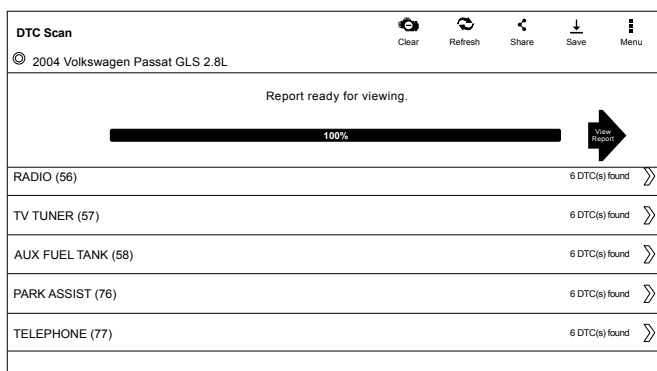 DTC Scan
Clear Refresh Share Save Menu
2004 Volkswagen Passat GLS 2.8L
Report ready for viewing.
100%
View
Report
RADIO (56) 6 DTC(s) found
TV TUNER (57) 6 DTC(s) found
AUX FUEL TANK (58) 6 DTC(s) found
PARK ASSIST (76) 6 DTC(s) found
TELEPHONE (77) 6 DTC(s) found